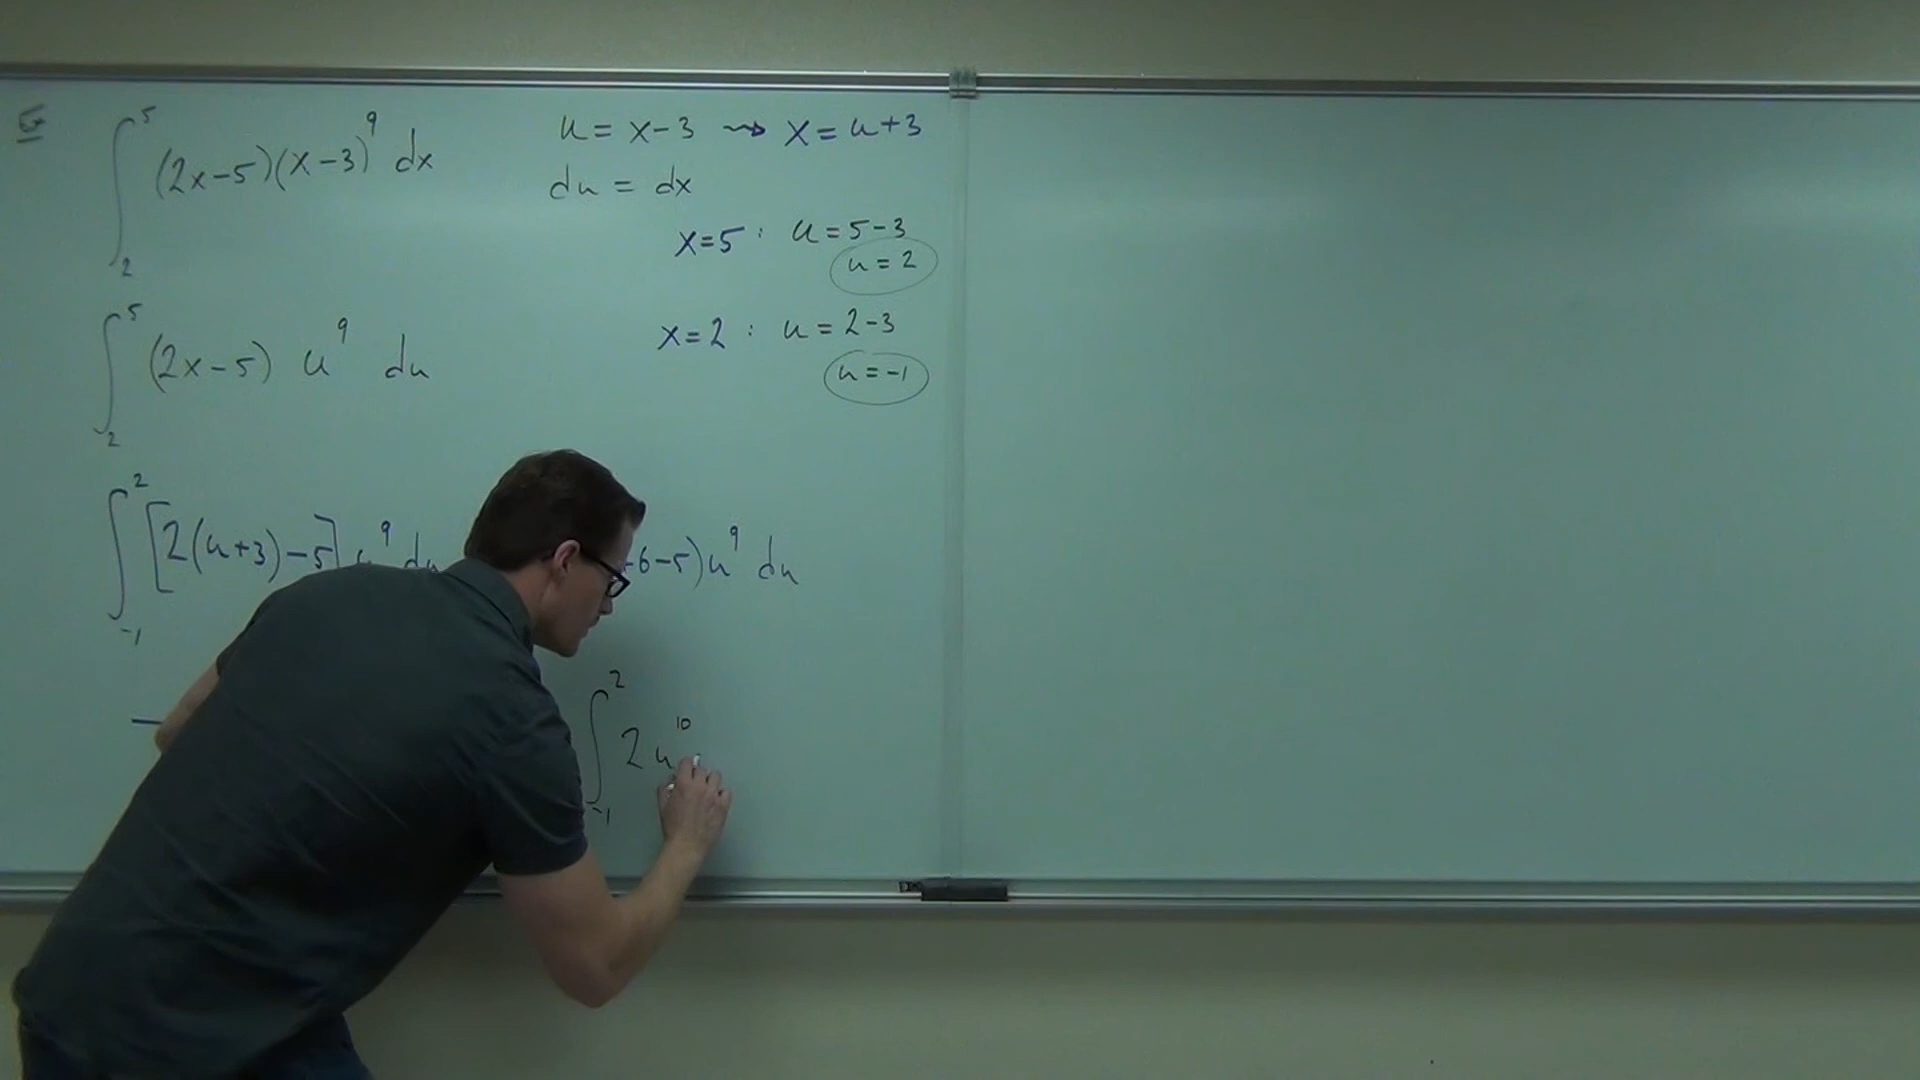 Ex ∫₂⁵ (2x-5)(x-3)⁹ dx
u = x-3 ⇝ x = u+3
du = dx
x=5 : u = 5-3
u = 2
∫₂⁵ (2x-5) u⁹ du
x=2 : u = 2-3
u = -1
∫₋₁² [2(u+3)-5] u⁹ du
6-5)u⁹ du
∫₋₁² 2u¹⁰